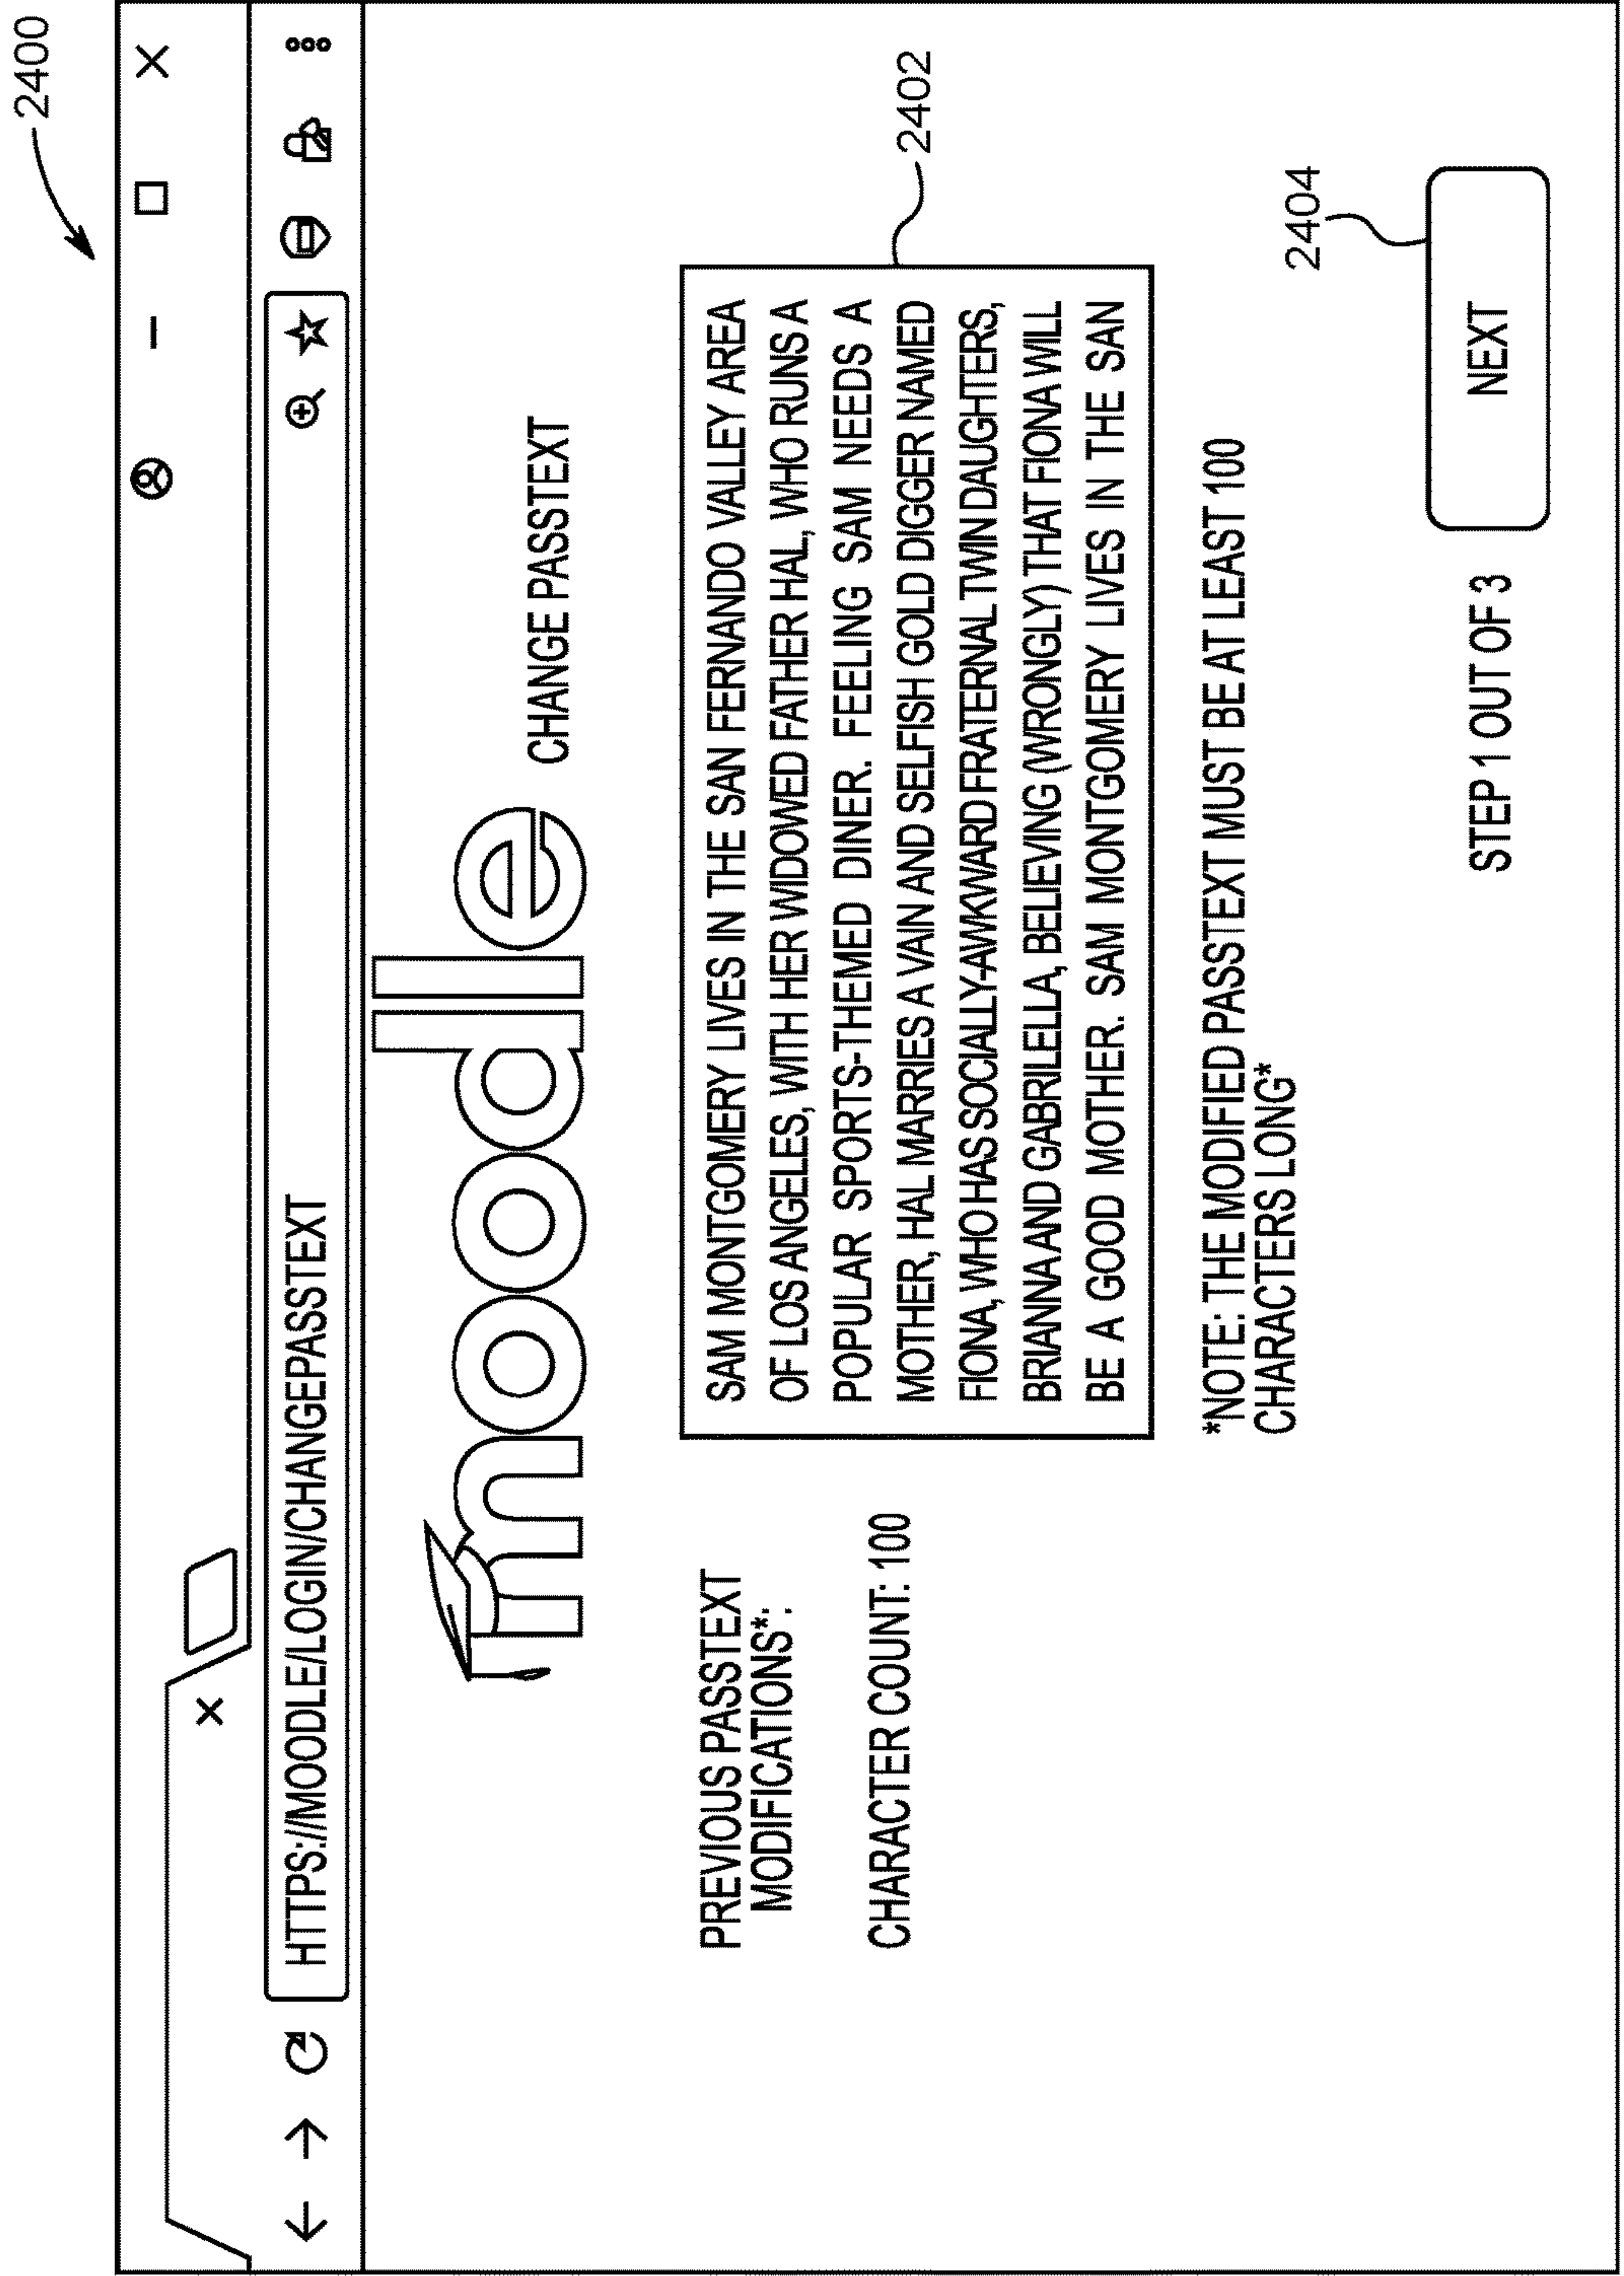 2400
HTTPS://MOODLE/LOGIN/CHANGEPASSTEXT
moodle CHANGE PASSTEXT
PREVIOUS PASSTEXT
MODIFICATIONS*:
CHARACTER COUNT: 100
SAM MONTGOMERY LIVES IN THE SAN FERNANDO VALLEY AREA
OF LOS ANGELES, WITH HER WIDOWED FATHER HAL, WHO RUNS A
POPULAR SPORTS-THEMED DINER. FEELING SAM NEEDS A
MOTHER, HAL MARRIES A VAIN AND SELFISH GOLD DIGGER NAMED
FIONA, WHO HAS SOCIALLY-AWKWARD FRATERNAL TWIN DAUGHTERS,
BRIANNA AND GABRILELLA, BELIEVING (WRONGLY) THAT FIONA WILL
BE A GOOD MOTHER. SAM MONTGOMERY LIVES IN THE SAN
2402
*NOTE: THE MODIFIED PASSTEXT MUST BE AT LEAST 100
CHARACTERS LONG*
2404
STEP 1 OUT OF 3
NEXT